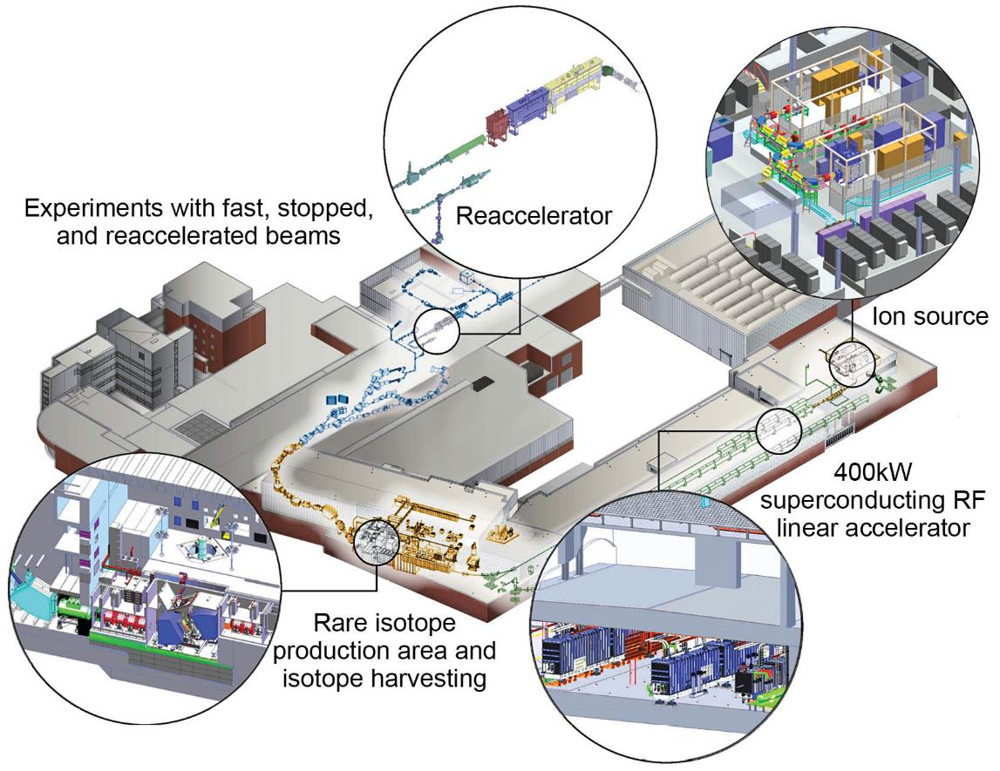 Experiments with fast, stopped,
and reaccelerated beams
Reaccelerator
Ion source
400kW
superconducting RF
linear accelerator
Rare isotope
production area and
isotope harvesting